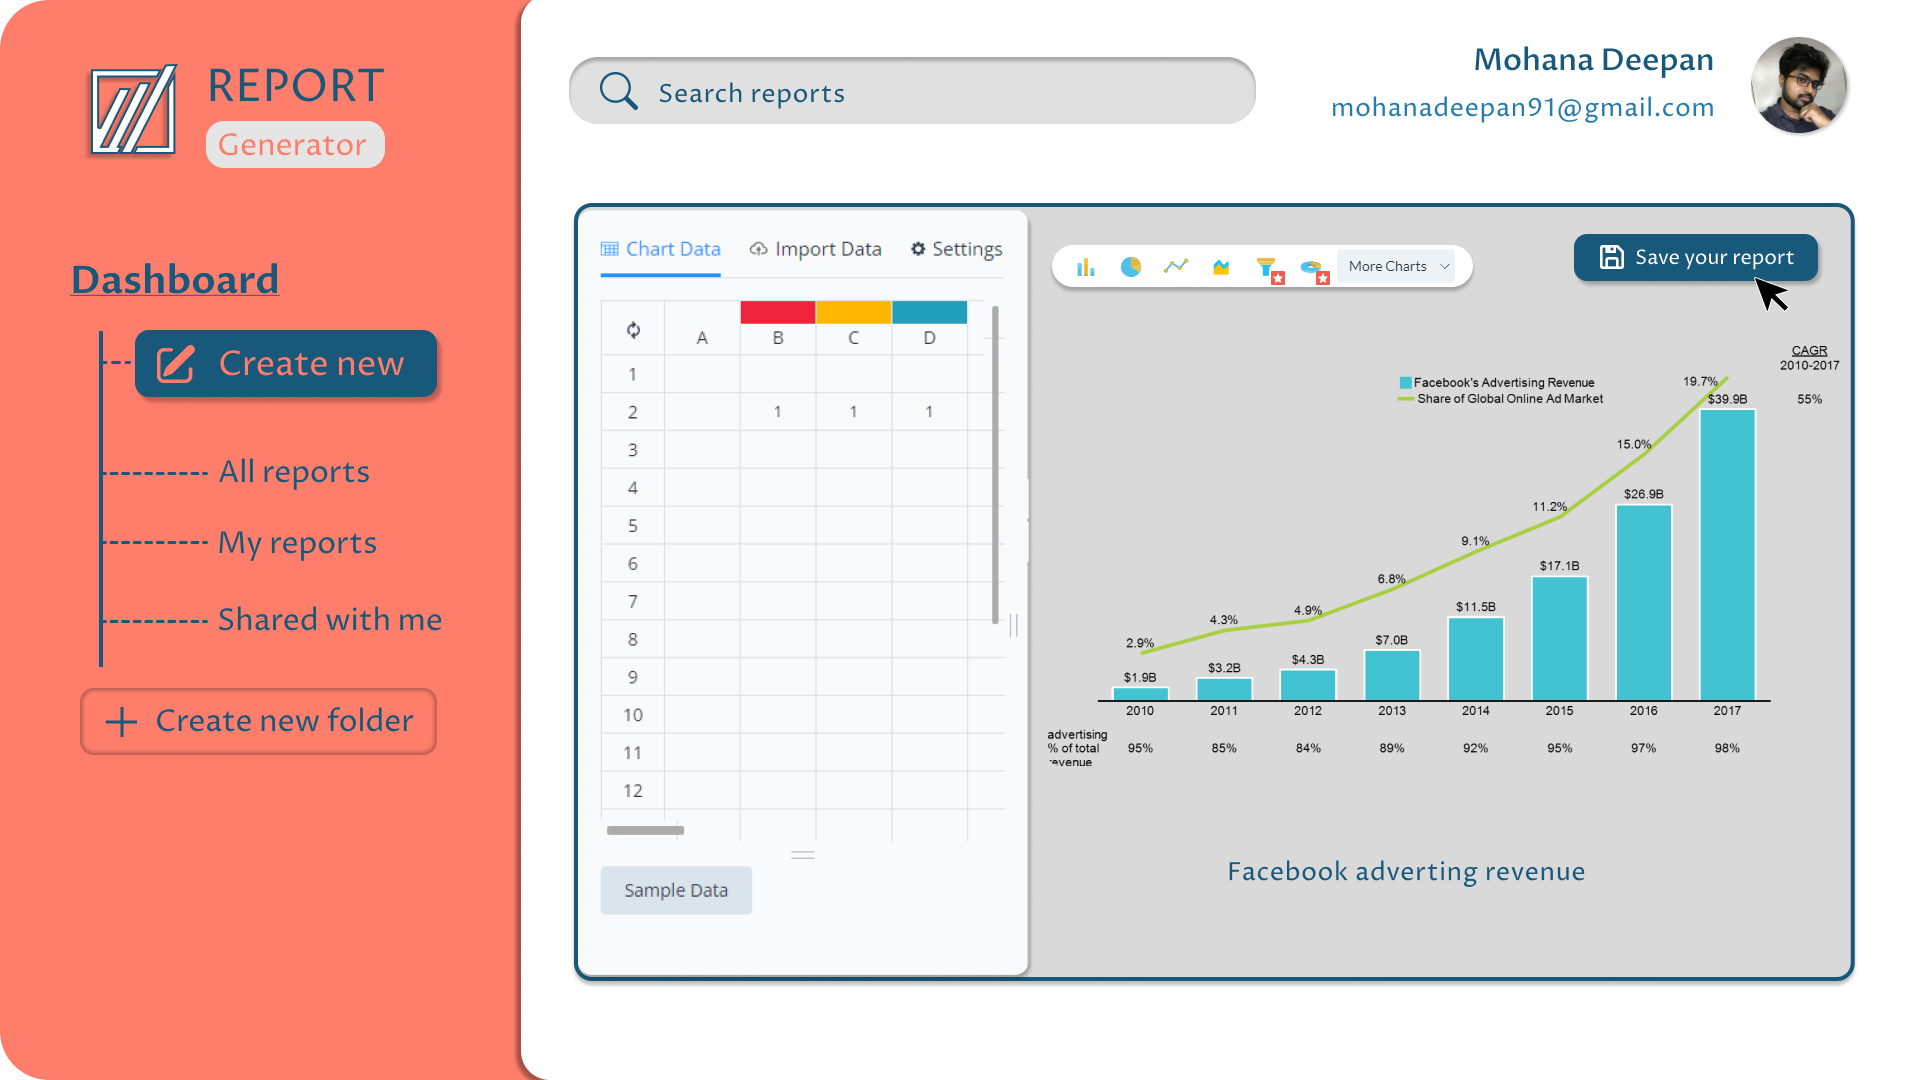 REPORT
Generator
Dashboard
Create new
All reports
My reports
Shared with me
Create new folder
Search reports
Mohana Deepan
mohanadeepan91@gmail.com
Chart Data Import Data Settings
A B C D
1
2 1 1 1
3
4
5
6
7
8
9
10
11
12
Sample Data
More Charts
Save your report
CAGR
2010-2017
55%
Facebook's Advertising Revenue
Share of Global Online Ad Market
2.9% 4.3% 4.9% 6.8% 9.1% 11.2% 15.0% 19.7%
$1.9B $3.2B $4.3B $7.0B $11.5B $17.1B $26.9B $39.9B
2010 2011 2012 2013 2014 2015 2016 2017
advertising
% of total
revenue
95% 85% 84% 89% 92% 95% 97% 98%
Facebook adverting revenue